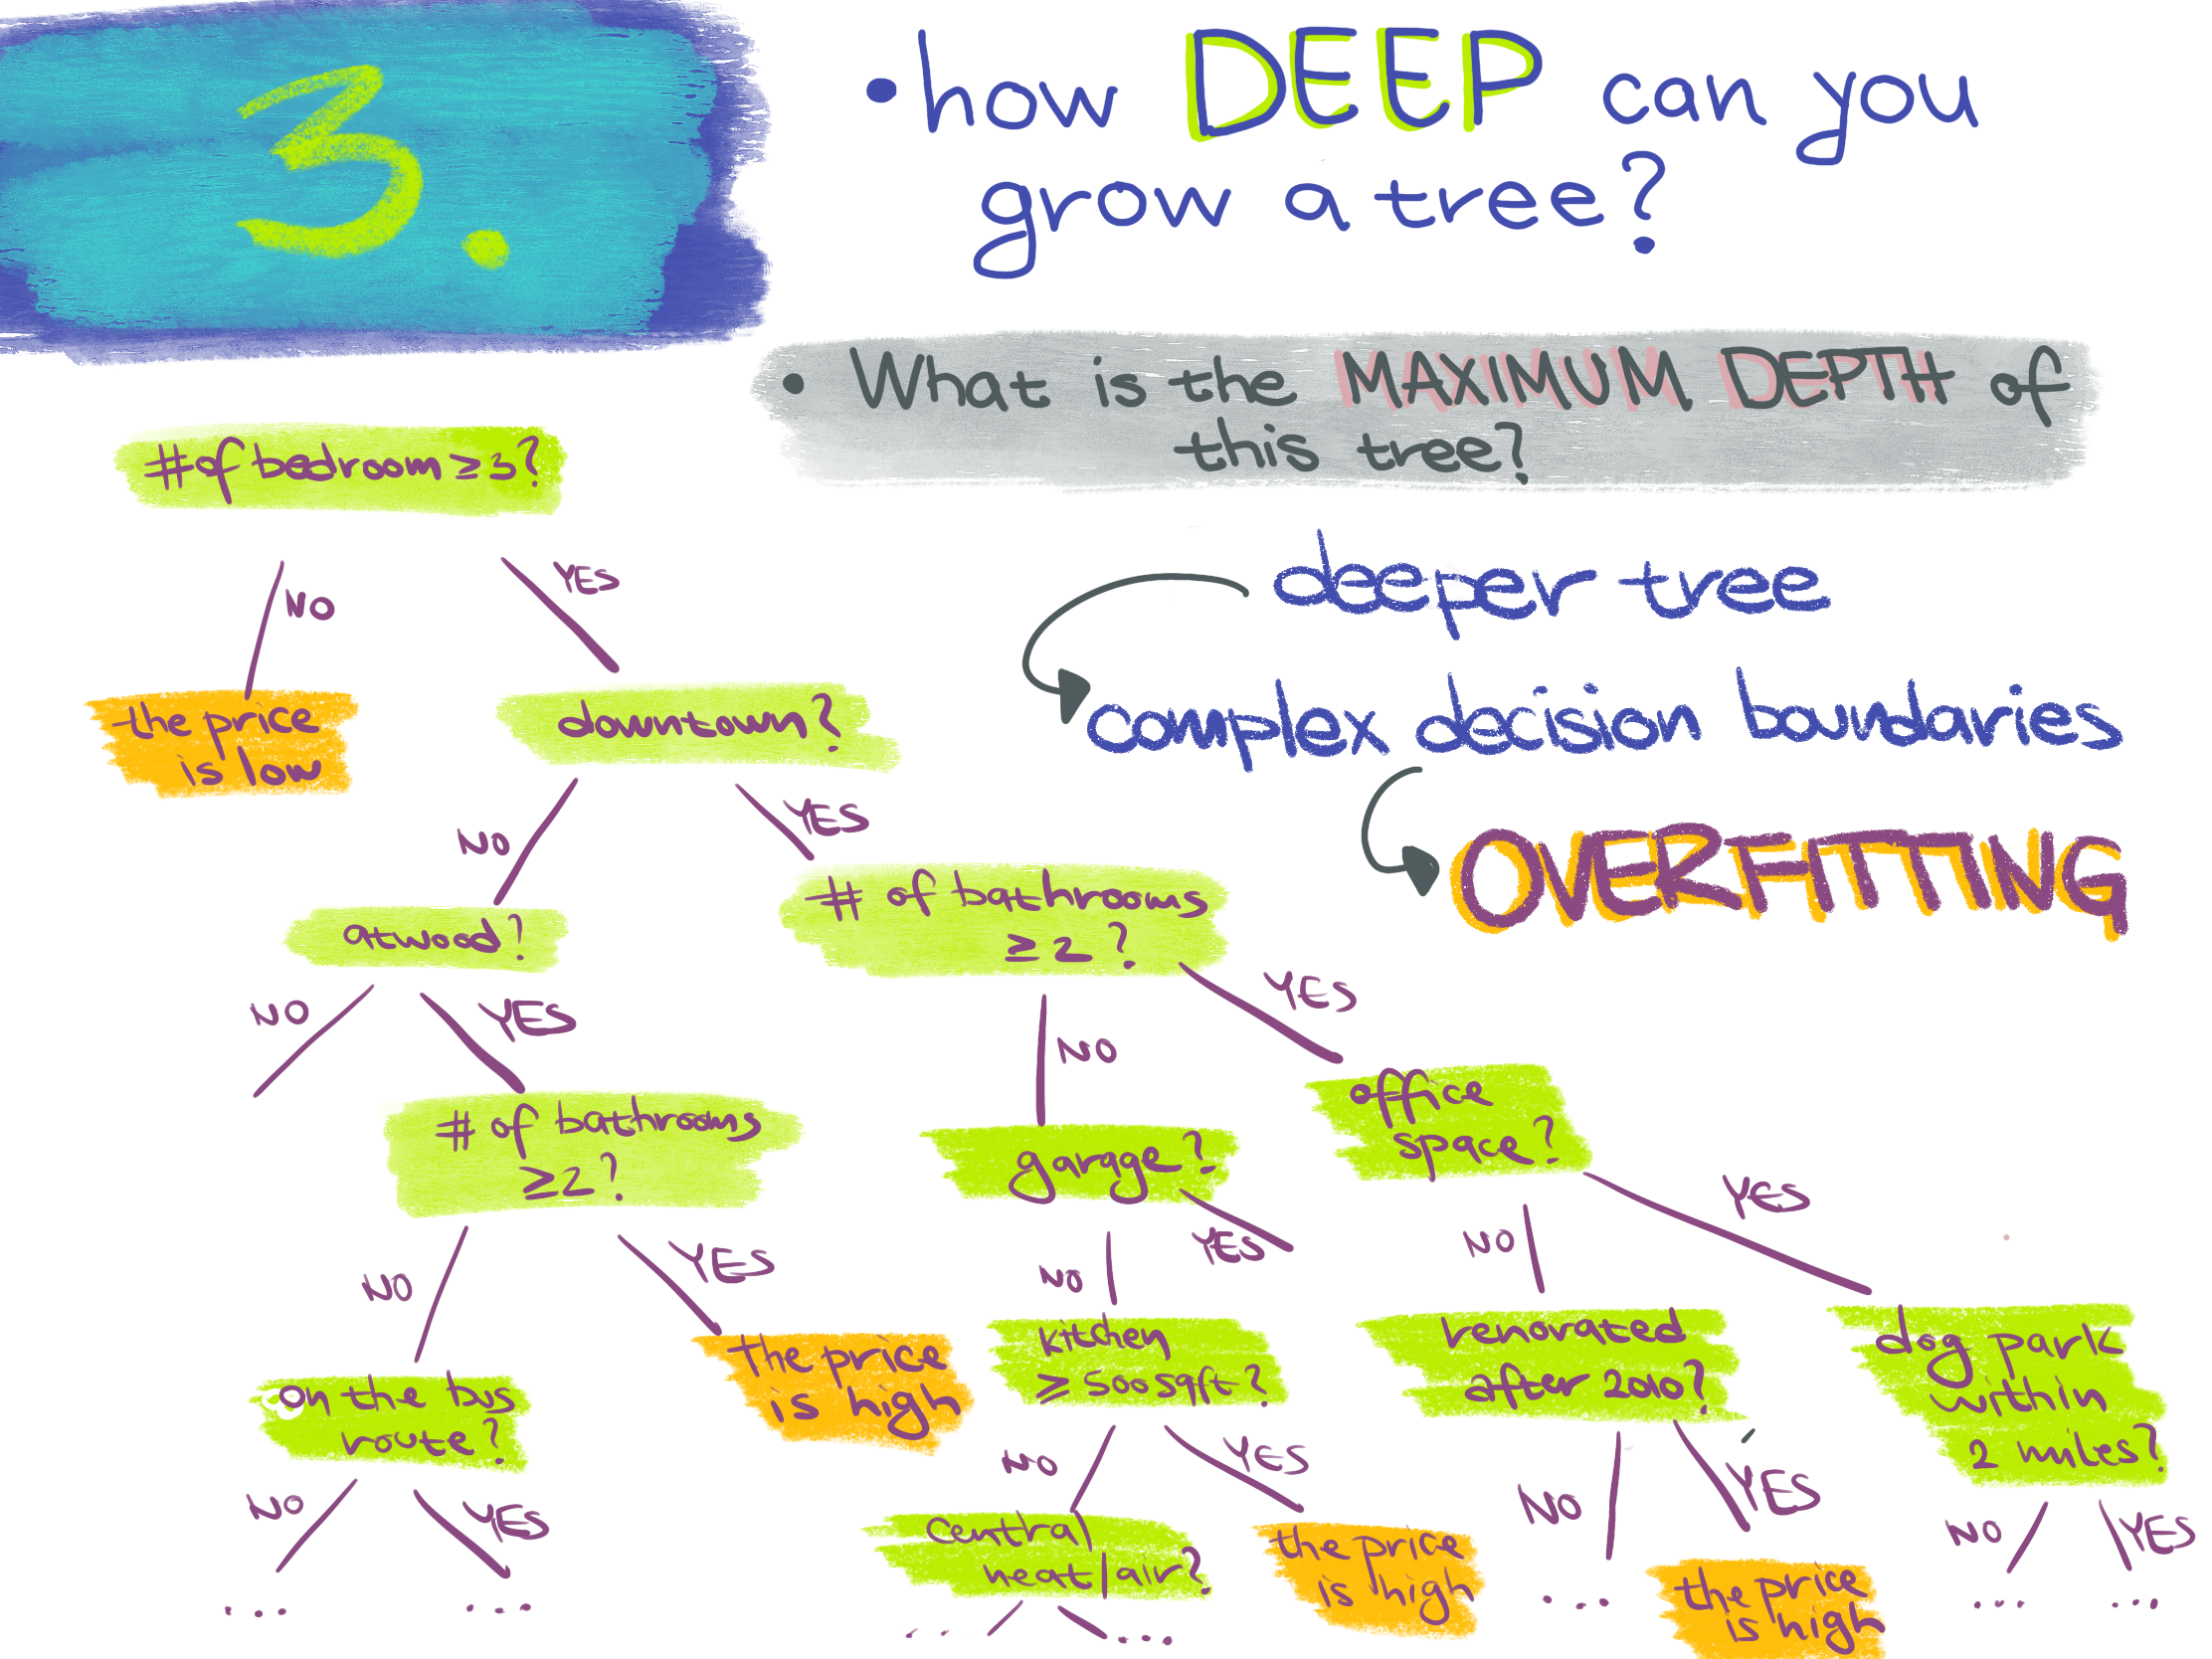 3.
• how DEEP can you
grow a tree?
• What is the MAXIMUM DEPTH of
this tree?
deeper tree
complex decision boundaries
OVERFITTING
# of bedroom ≥ 3?
NO
YES
the price
is low
downtown?
NO
YES
atwood?
# of bathrooms
≥ 2 ?
NO
YES
NO
YES
# of bathrooms
≥2 ?
garage?
office
space?
NO
YES
NO
YES
NO
YES
on the bus
route?
the price
is high
kitchen
≥ 500 sqft?
renovated
after 2010?
dog park
within
2 miles?
NO
YES
NO
YES
NO
YES
NO
YES
... 
...
central
heat/air?
the price
is high
...
the price
is high
...
...
...
...